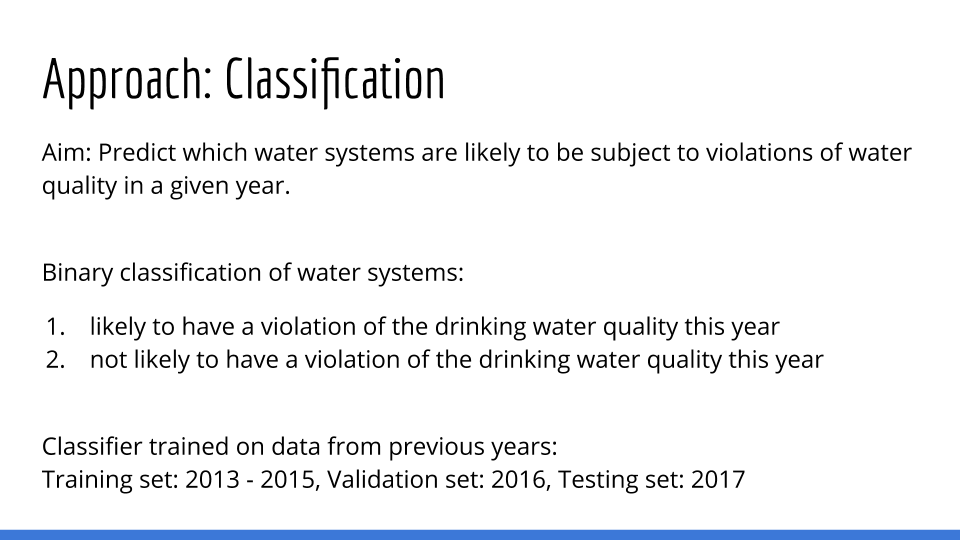 Approach: Classification
Aim: Predict which water systems are likely to be subject to violations of water
quality in a given year.
Binary classification of water systems:
1. likely to have a violation of the drinking water quality this year
2. not likely to have a violation of the drinking water quality this year
Classifier trained on data from previous years:
Training set: 2013 - 2015, Validation set: 2016, Testing set: 2017